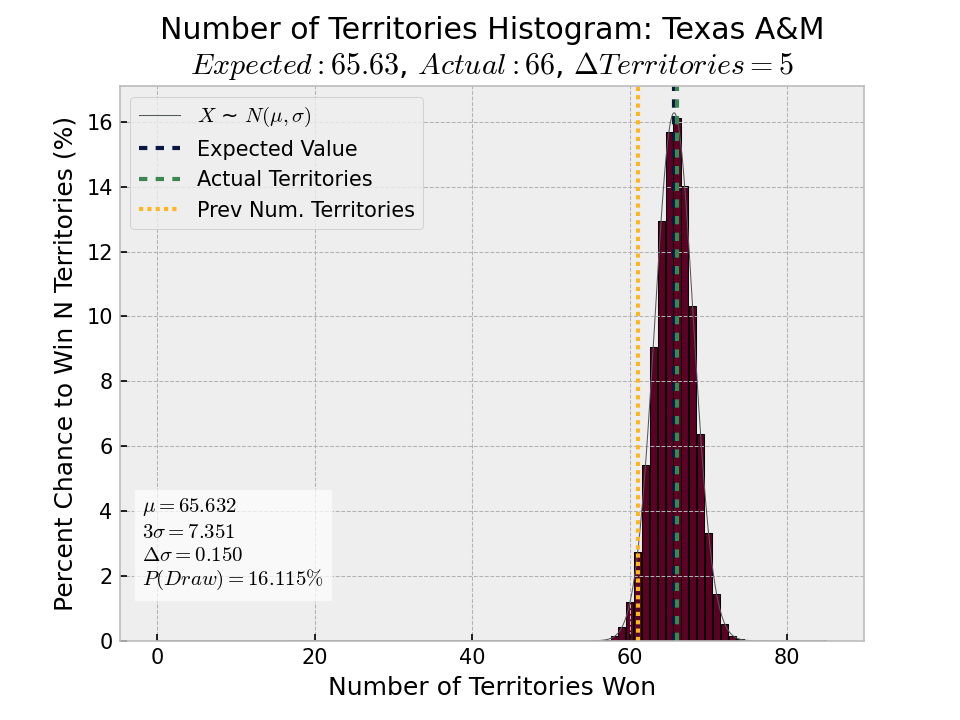 Number of Territories Histogram: Texas A&M
Expected : 65.63, Actual : 66, ΔTerritories = 5
X ∼ N(μ, σ)
Expected Value
Actual Territories
Prev Num. Territories
Percent Chance to Win N Territories (%)
16
14
12
10
8
6
4
2
0
μ = 65.632
3σ = 7.351
Δσ = 0.150
P(Draw) = 16.115%
0 20 40 60 80
Number of Territories Won